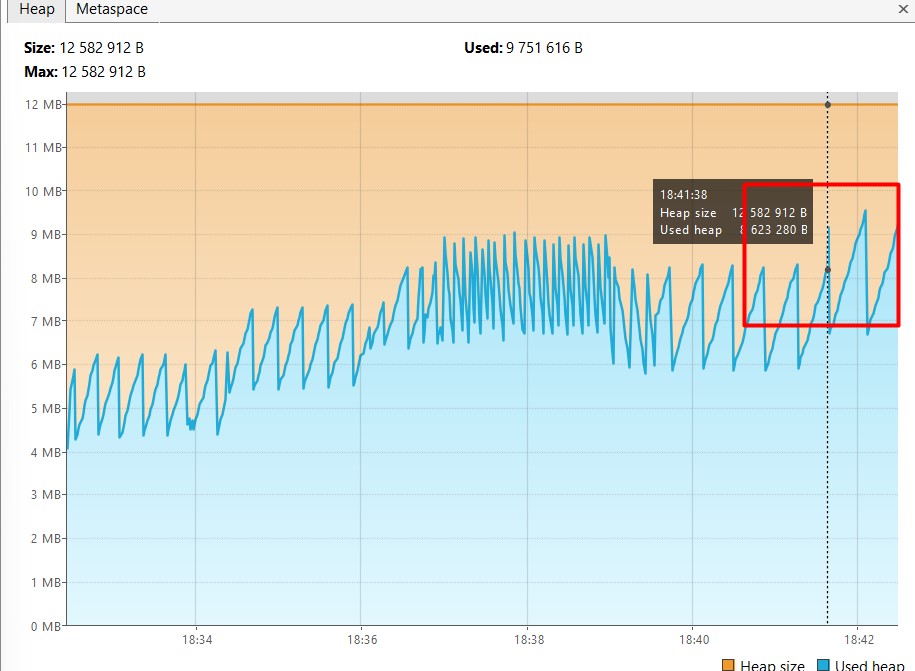 Heap Metaspace ×
Size: 12 582 912 B Used: 9 751 616 B
Max: 12 582 912 B
12 MB
11 MB
10 MB
9 MB
8 MB
7 MB
6 MB
5 MB
4 MB
3 MB
2 MB
1 MB
0 MB
18:41:38
Heap size 12 582 912 B
Used heap 8 623 280 B
18:34 18:36 18:38 18:40 18:42
Heap size Used heap